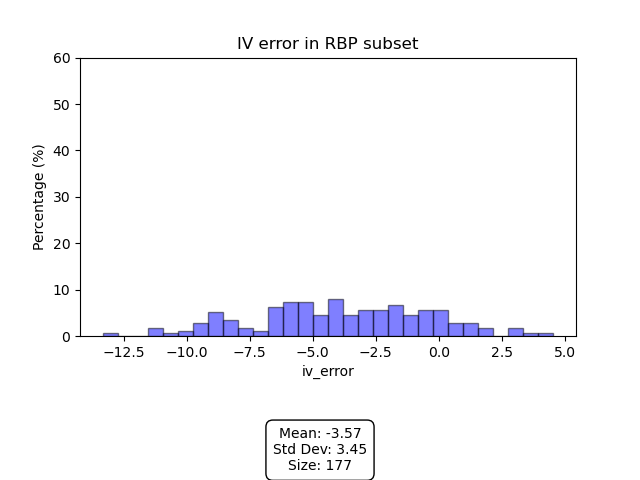 IV error in RBP subset
60
50
40
30
20
10
0
Percentage (%)
−12.5 −10.0 −7.5 −5.0 −2.5 0.0 2.5 5.0
iv_error
Mean: -3.57
Std Dev: 3.45
Size: 177